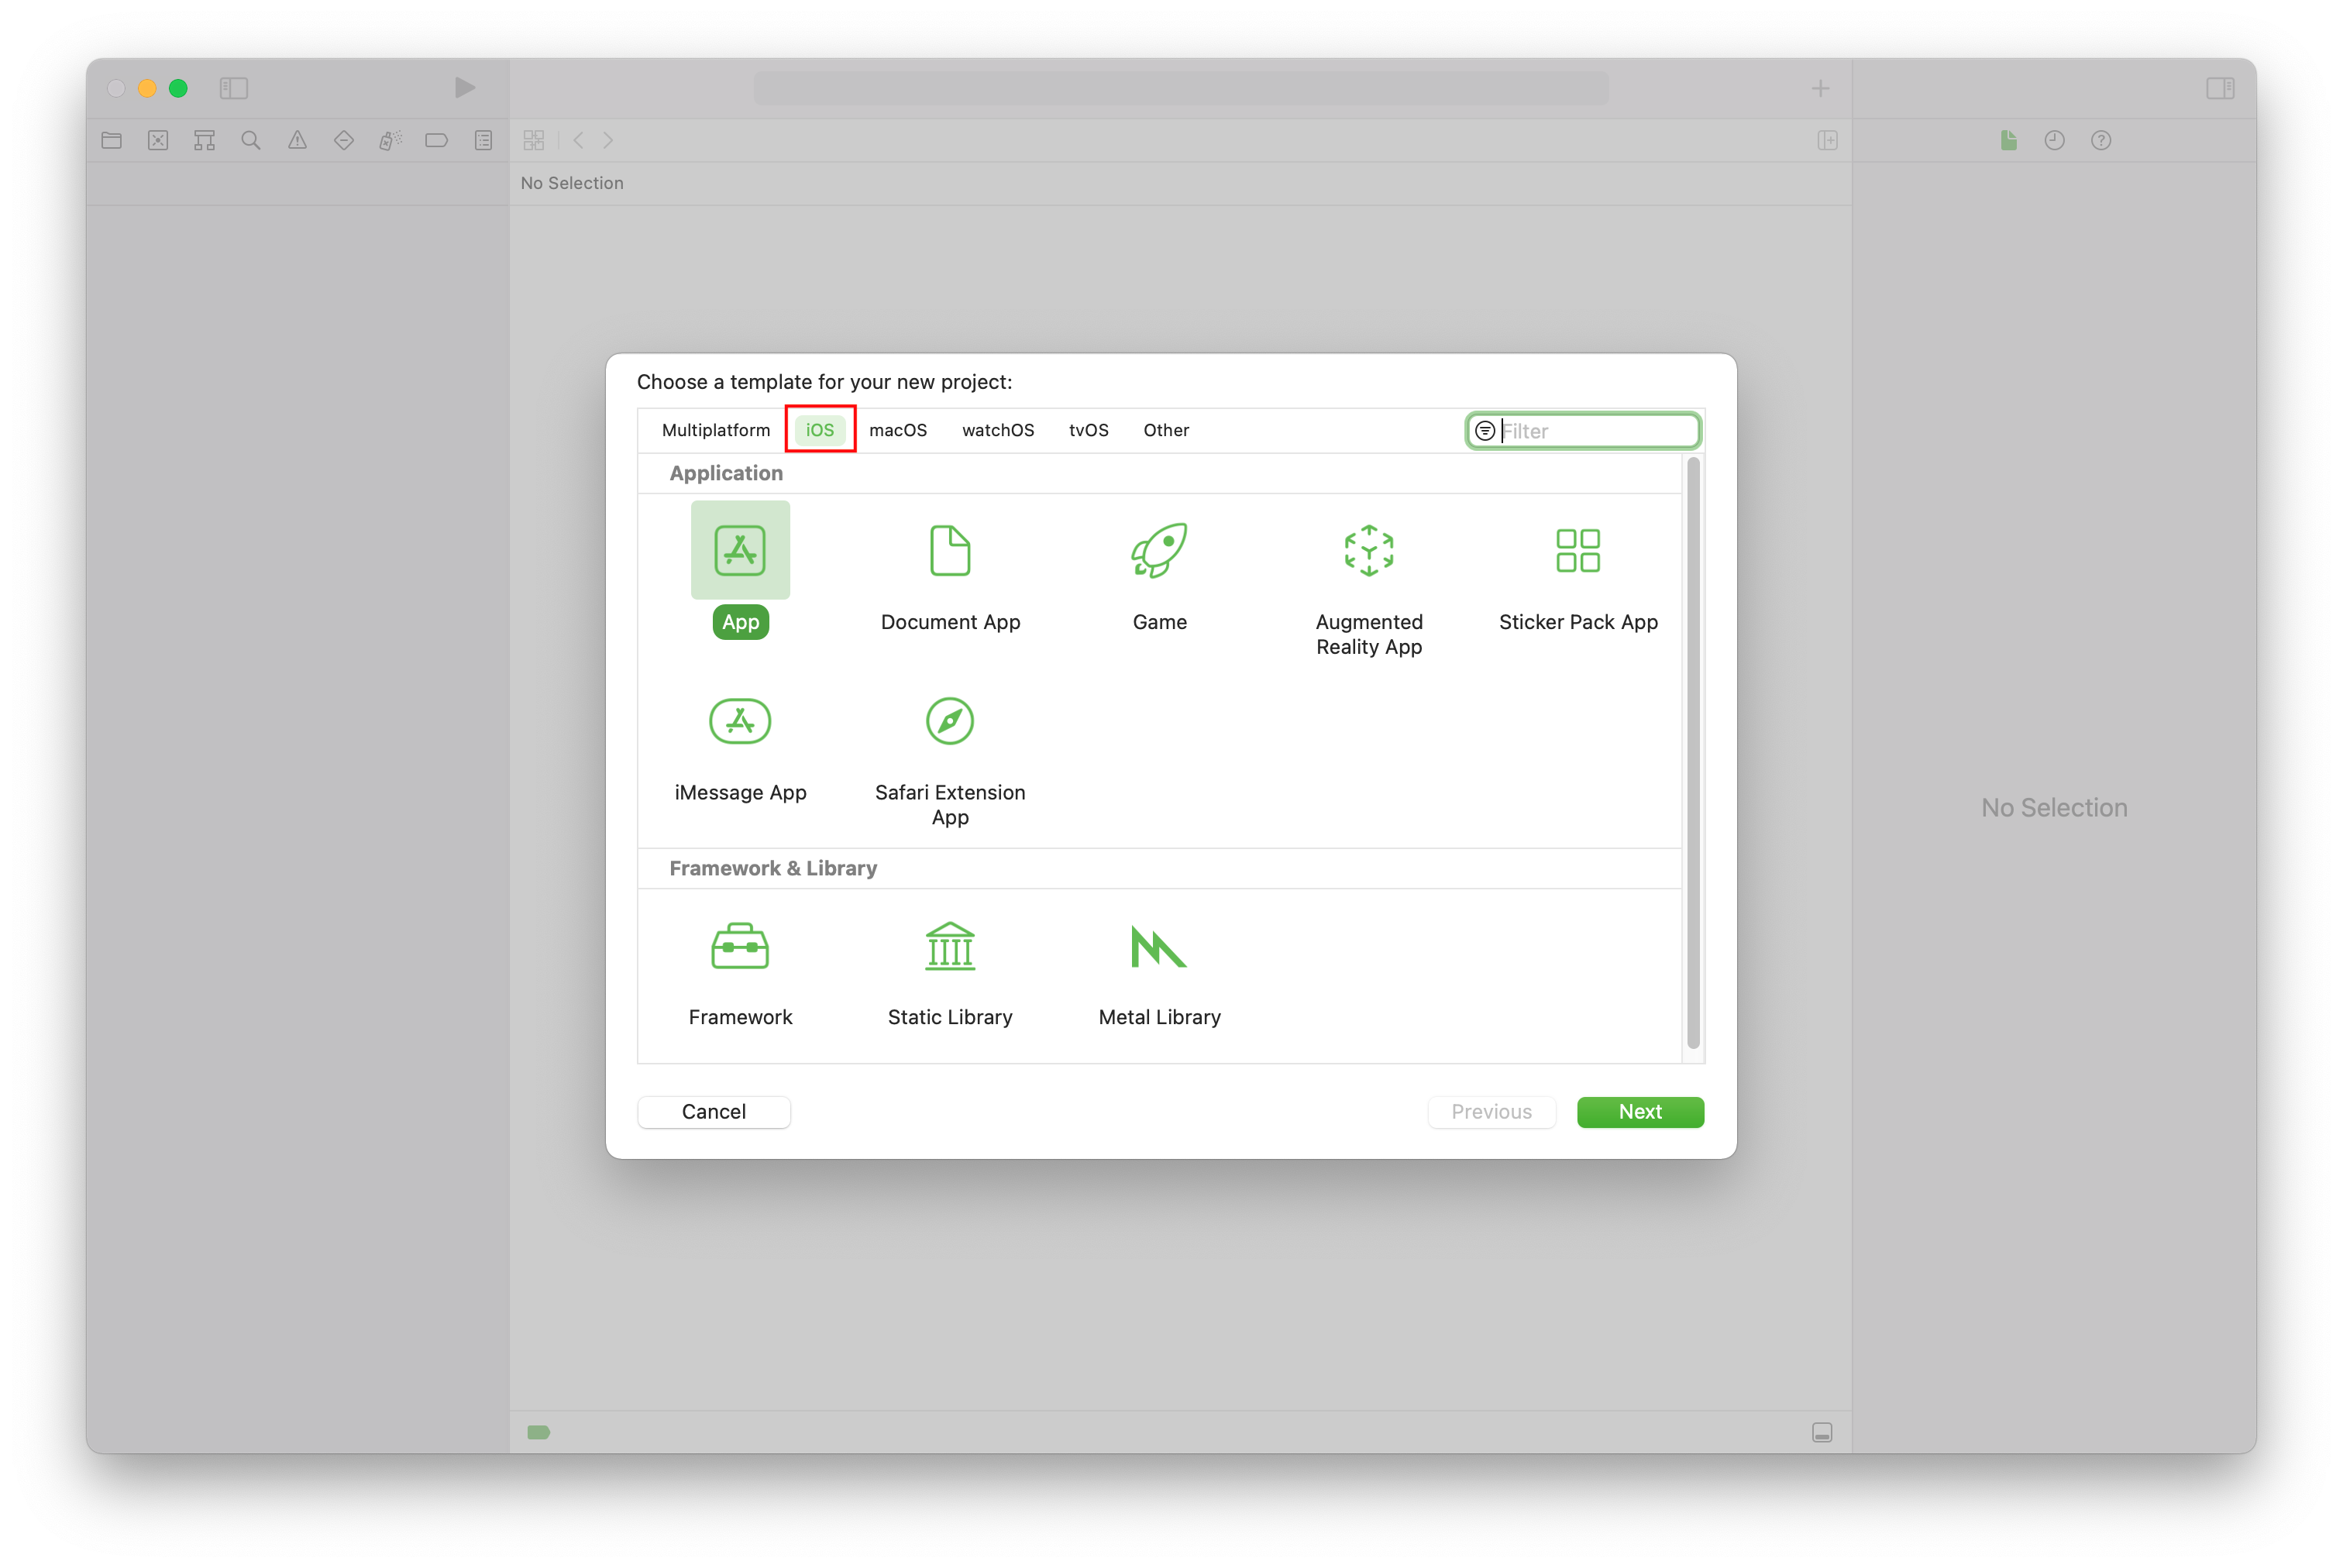 No Selection
Choose a template for your new project:
Multiplatform iOS macOS watchOS tvOS Other Filter
Application
App Document App Game Augmented Reality App Sticker Pack App
iMessage App Safari Extension App
Framework & Library
Framework Static Library Metal Library
Cancel Previous Next
No Selection